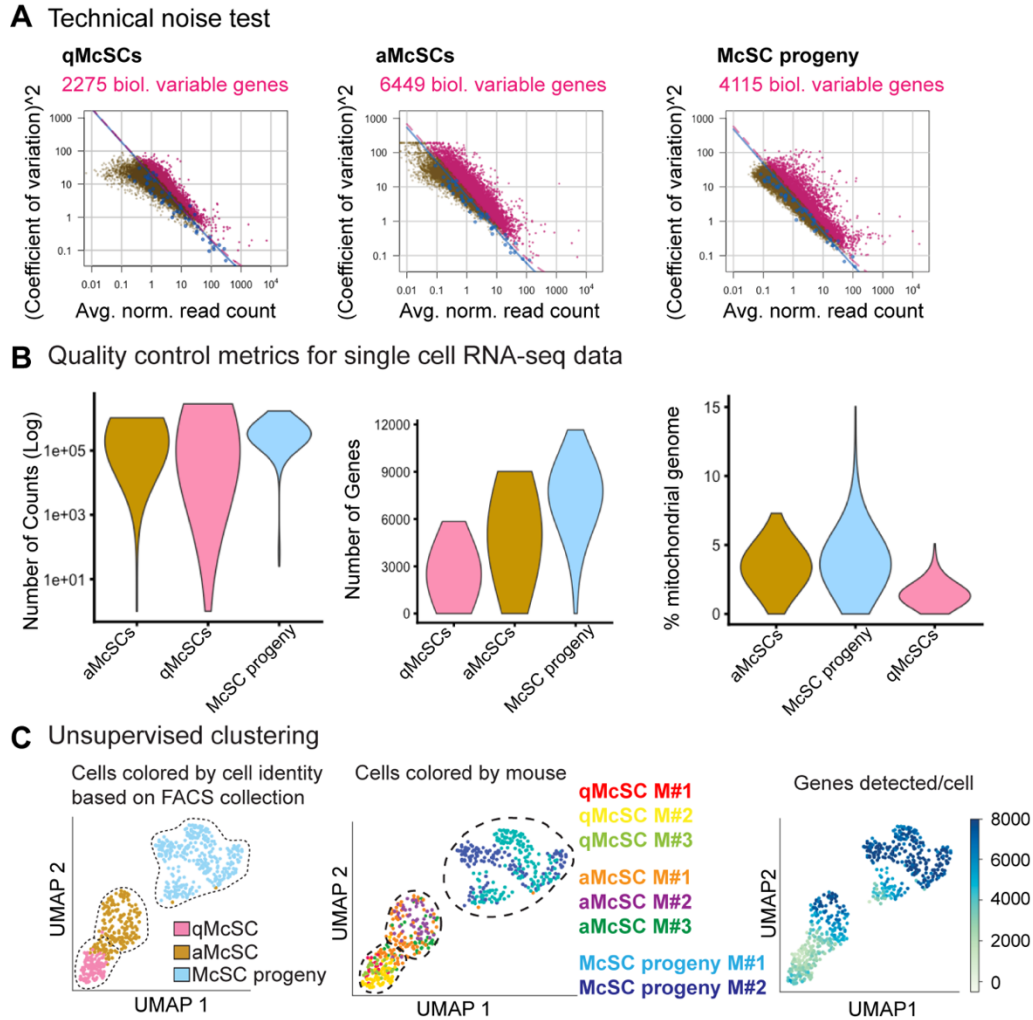 A Technical noise test
qMcSCs
2275 biol. variable genes
(Coefficient of variation)^2
1000
100
10
1
0.1
0.01 0.1 1 10 100 1000 10⁴
Avg. norm. read count
aMcSCs
6449 biol. variable genes
(Coefficient of variation)^2
1000
100
10
1
0.1
0.01 0.1 1 10 100 1000 10⁴
Avg. norm. read count
McSC progeny
4115 biol. variable genes
(Coefficient of variation)^2
1000
100
10
1
0.1
0.01 0.1 1 10 100 1000 10⁴
Avg. norm. read count
B Quality control metrics for single cell RNA-seq data
Number of Counts (Log)
1e+05
1e+03
1e+01
aMcSCs
qMcSCs
McSC progeny
Number of Genes
12000
9000
6000
3000
0
qMcSCs
aMcSCs
McSC progeny
% mitochondrial genome
15
10
5
0
aMcSCs
McSC progeny
qMcSCs
C Unsupervised clustering
Cells colored by cell identity
based on FACS collection
UMAP 2
qMcSC
aMcSC
McSC progeny
UMAP 1
Cells colored by mouse
UMAP 2
UMAP 1
qMcSC M#1
qMcSC M#2
qMcSC M#3
aMcSC M#1
aMcSC M#2
aMcSC M#3
McSC progeny M#1
McSC progeny M#2
Genes detected/cell
UMAP2
UMAP1
8000
6000
4000
2000
0